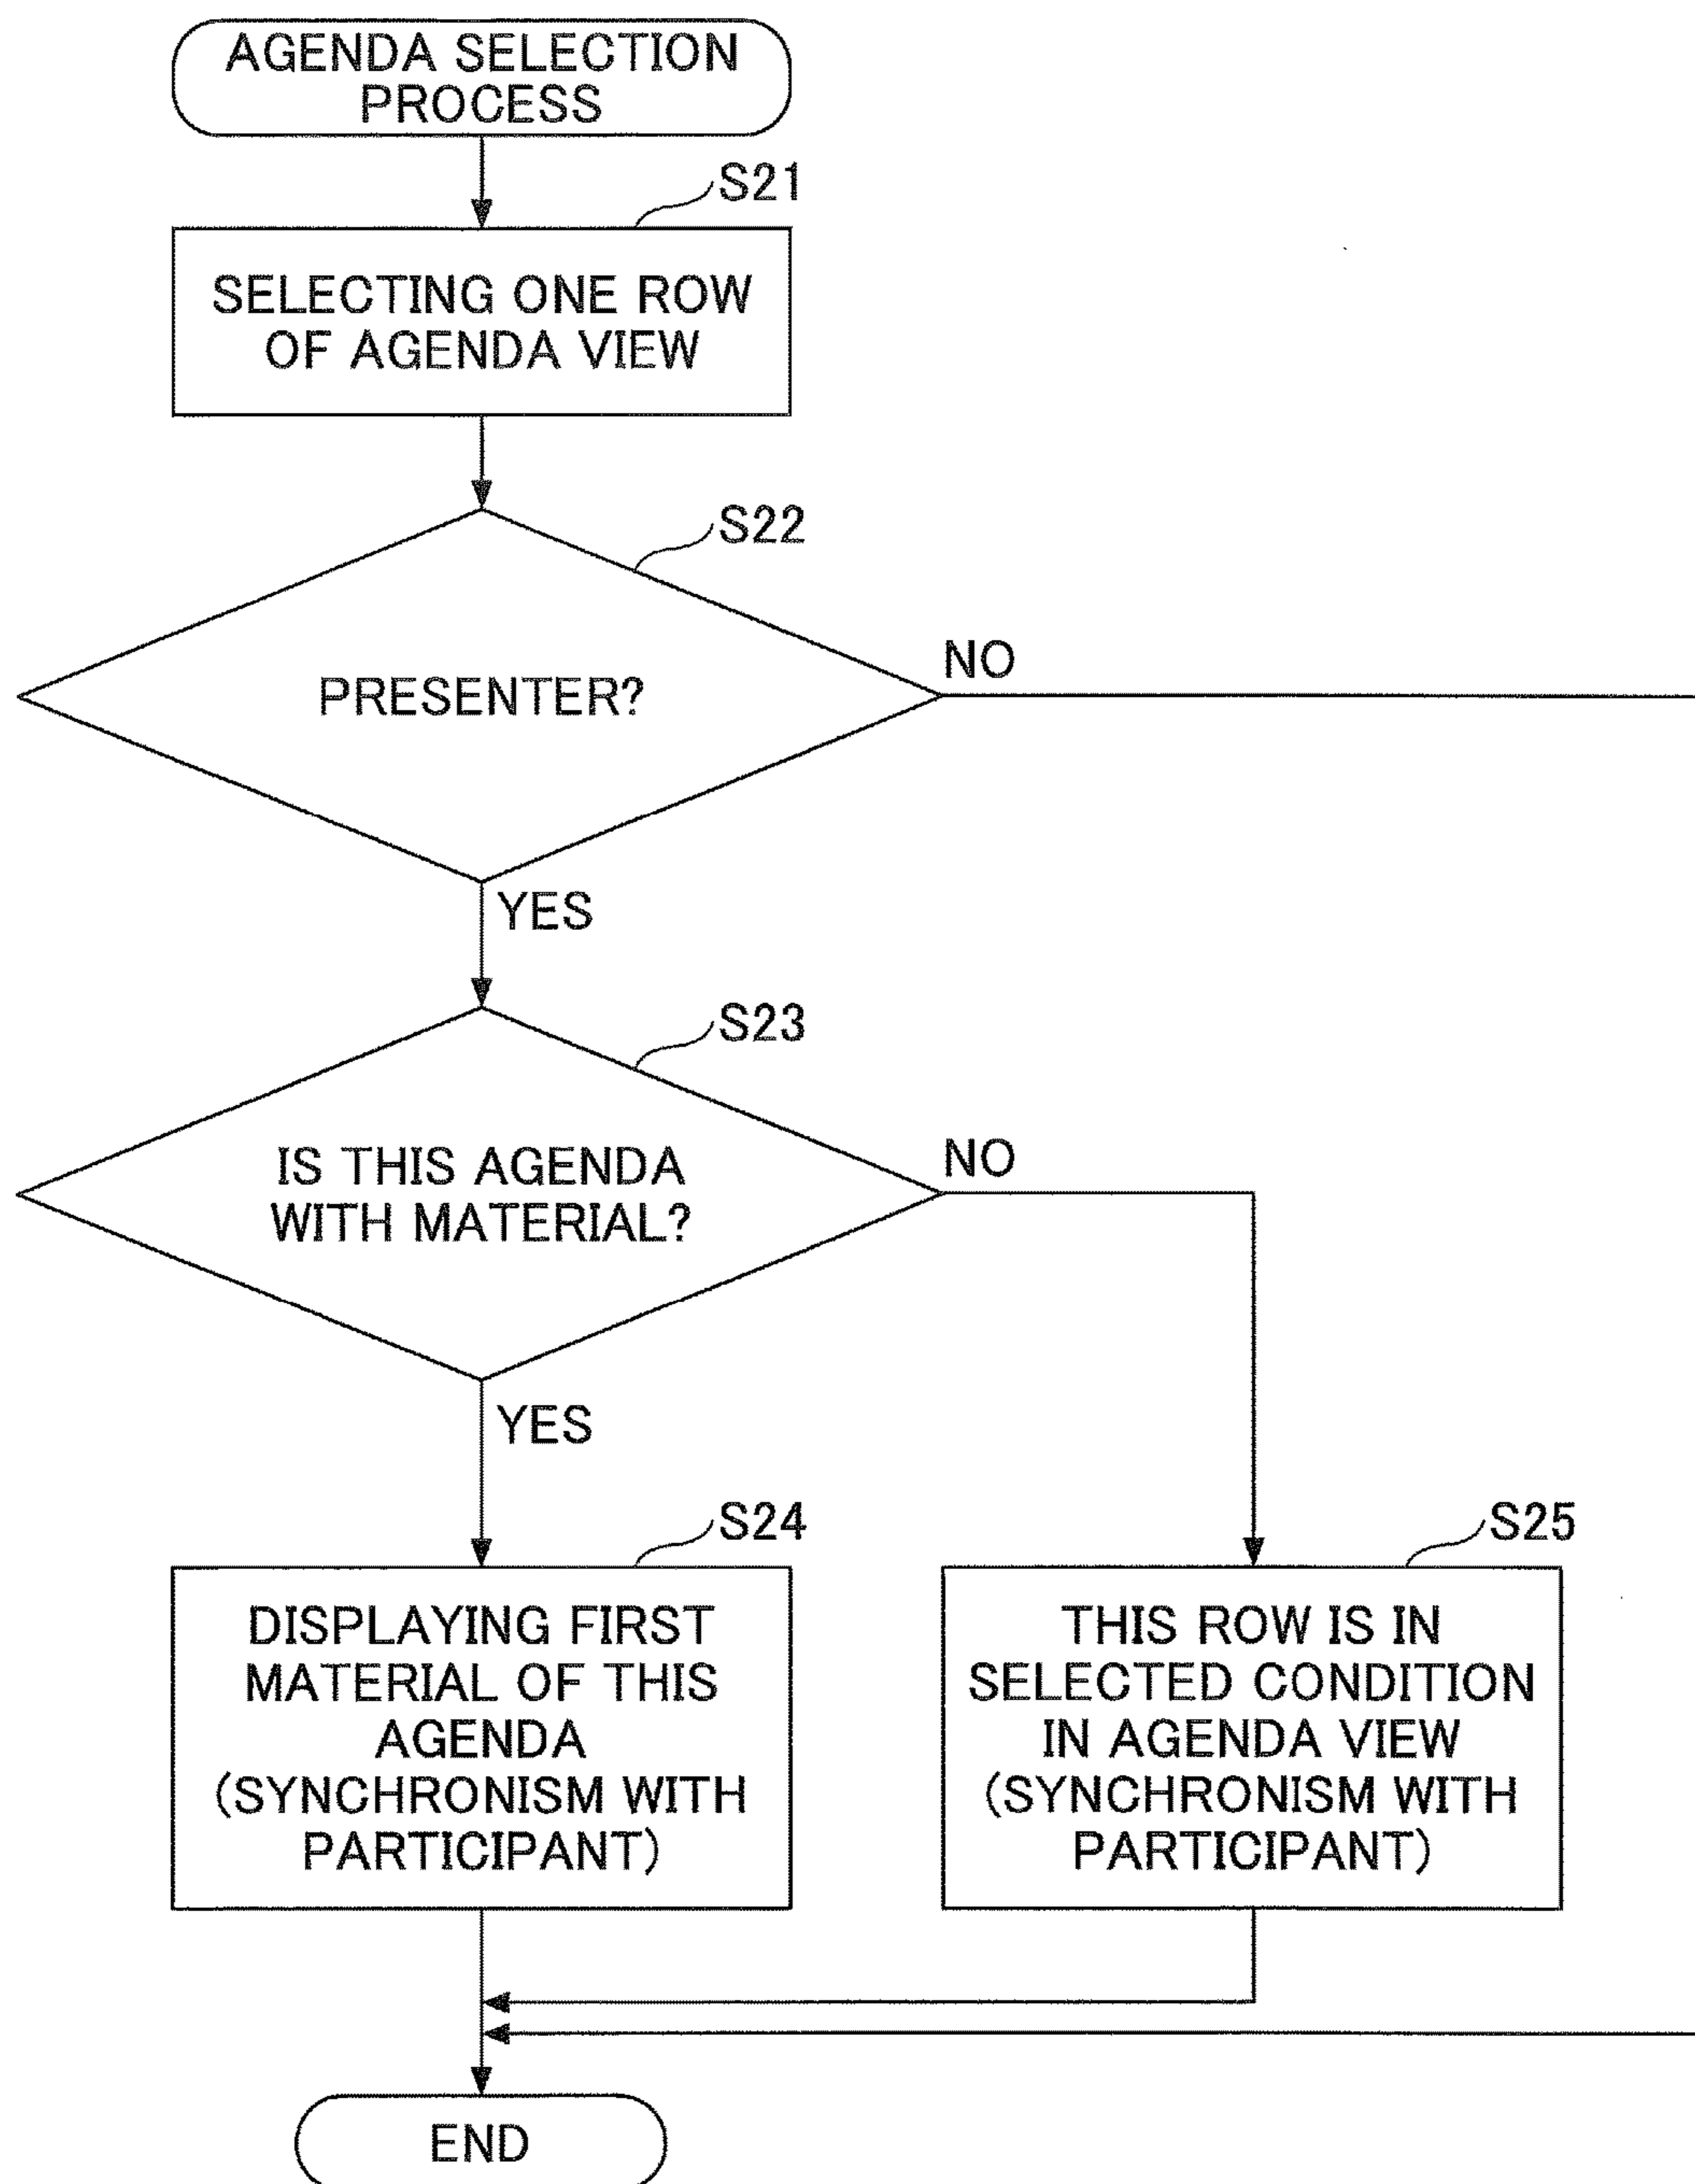 AGENDA SELECTION
PROCESS
S21
SELECTING ONE ROW
OF AGENDA VIEW
S22
PRESENTER?
NO
YES
S23
IS THIS AGENDA
WITH MATERIAL?
NO
YES
S24
DISPLAYING FIRST
MATERIAL OF THIS
AGENDA
(SYNCHRONISM WITH
PARTICIPANT)
S25
THIS ROW IS IN
SELECTED CONDITION
IN AGENDA VIEW
(SYNCHRONISM WITH
PARTICIPANT)
END